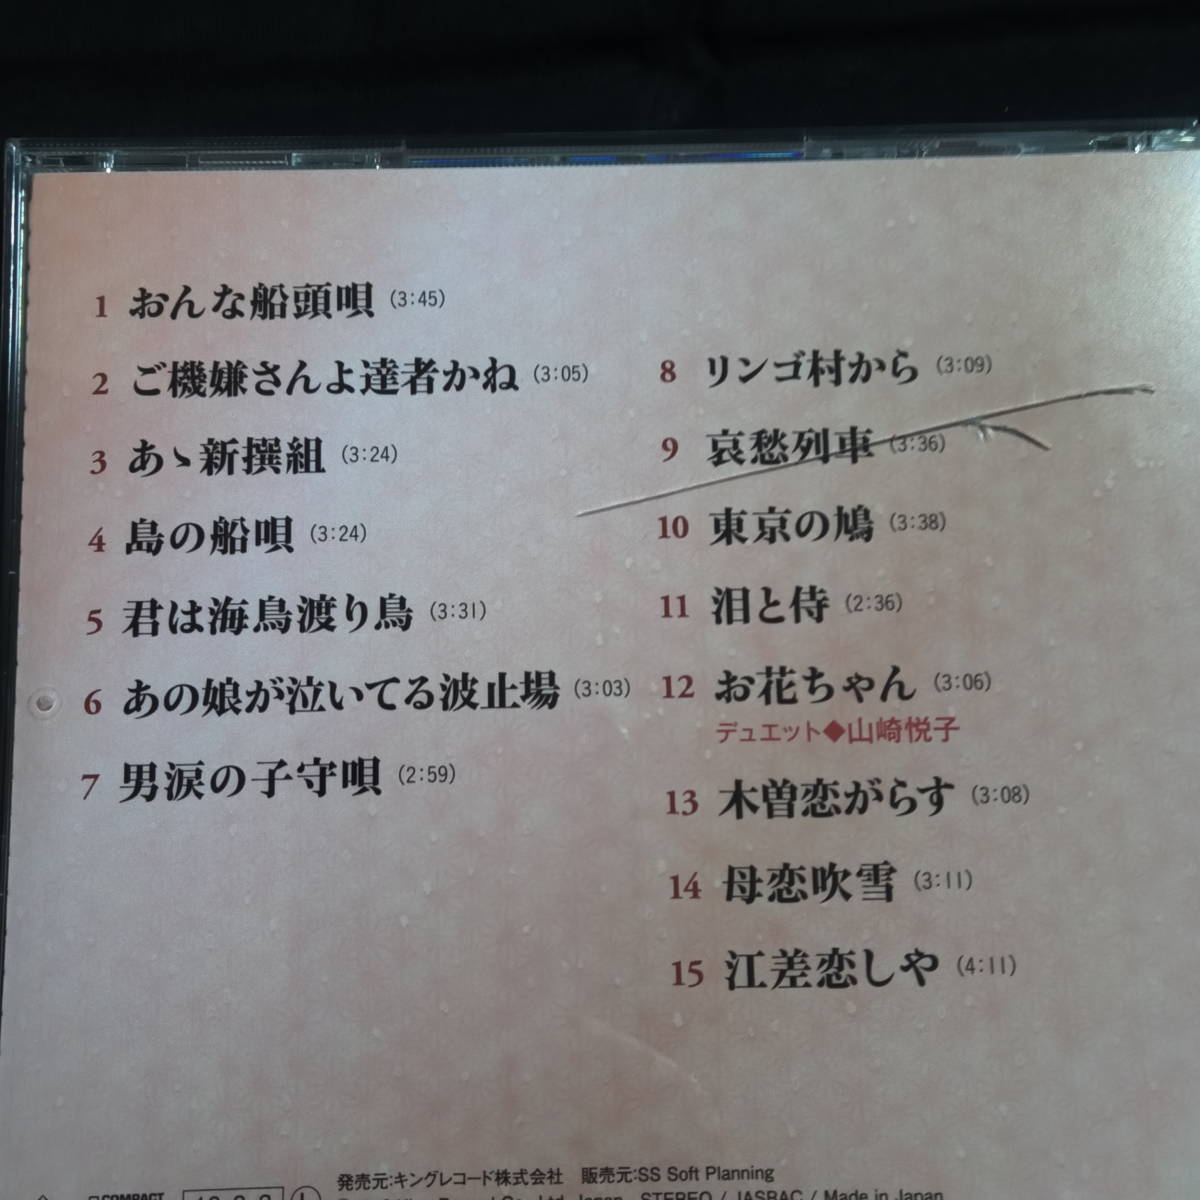 1 おんな船頭唄 (3:45)
2 ご機嫌さんよ達者かね (3:05)
3 あゝ新撰組 (3:24)
4 島の船唄 (3:24)
5 君は海鳥渡り鳥 (3:31)
6 あの娘が泣いてる波止場 (3:03)
7 男涙の子守唄 (2:59)
8 リンゴ村から (3:09)
9 哀愁列車 (3:36)
10 東京の鳩 (3:38)
11 泪と侍 (2:36)
12 お花ちゃん (3:06)
デュエット◆山崎悦子
13 木曽恋がらす (3:08)
14 母恋吹雪 (3:11)
15 江差恋しや (4:11)
発売元:キングレコード株式会社 販売元:SS Soft Planning
COMPACT
STEREO / JASRAC / Made in Japan